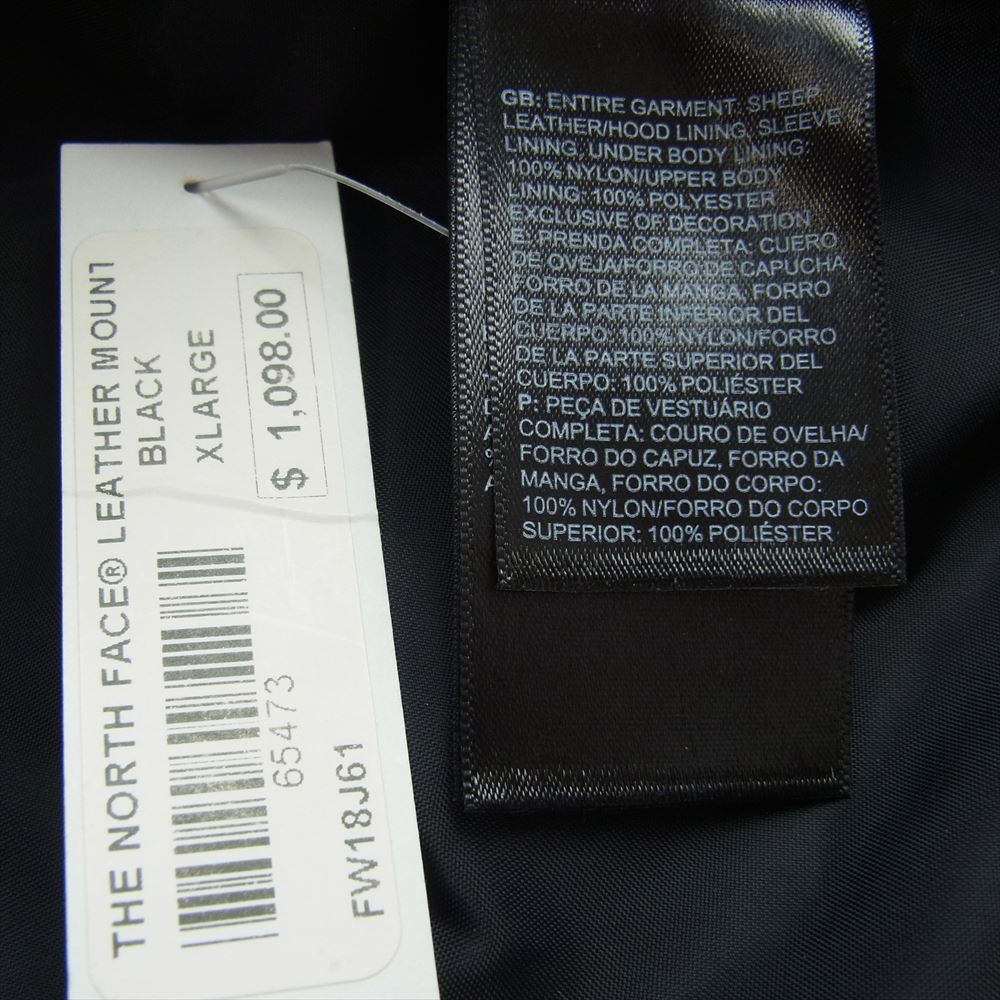 THE NORTH FACE® LEATHER MOUNT
BLACK
XLARGE
$ 1,098.00
65473
FW18J61
GB: ENTIRE GARMENT: SHEEP
LEATHER/HOOD LINING, SLEEVE
LINING, UNDER BODY LINING:
100% NYLON/UPPER BODY
LINING: 100% POLYESTER
EXCLUSIVE OF DECORATION
E: PRENDA COMPLETA: CUERO
DE OVEJA/FORRO DE CAPUCHA,
FORRO DE LA MANGA, FORRO
DE LA PARTE INFERIOR DEL
CUERPO: 100% NYLON/FORRO
DE LA PARTE SUPERIOR DEL
CUERPO: 100% POLIÉSTER
P: PEÇA DE VESTUÁRIO
COMPLETA: COURO DE OVELHA/
FORRO DO CAPUZ, FORRO DA
MANGA, FORRO DO CORPO:
100% NYLON/FORRO DO CORPO
SUPERIOR: 100% POLIÉSTER